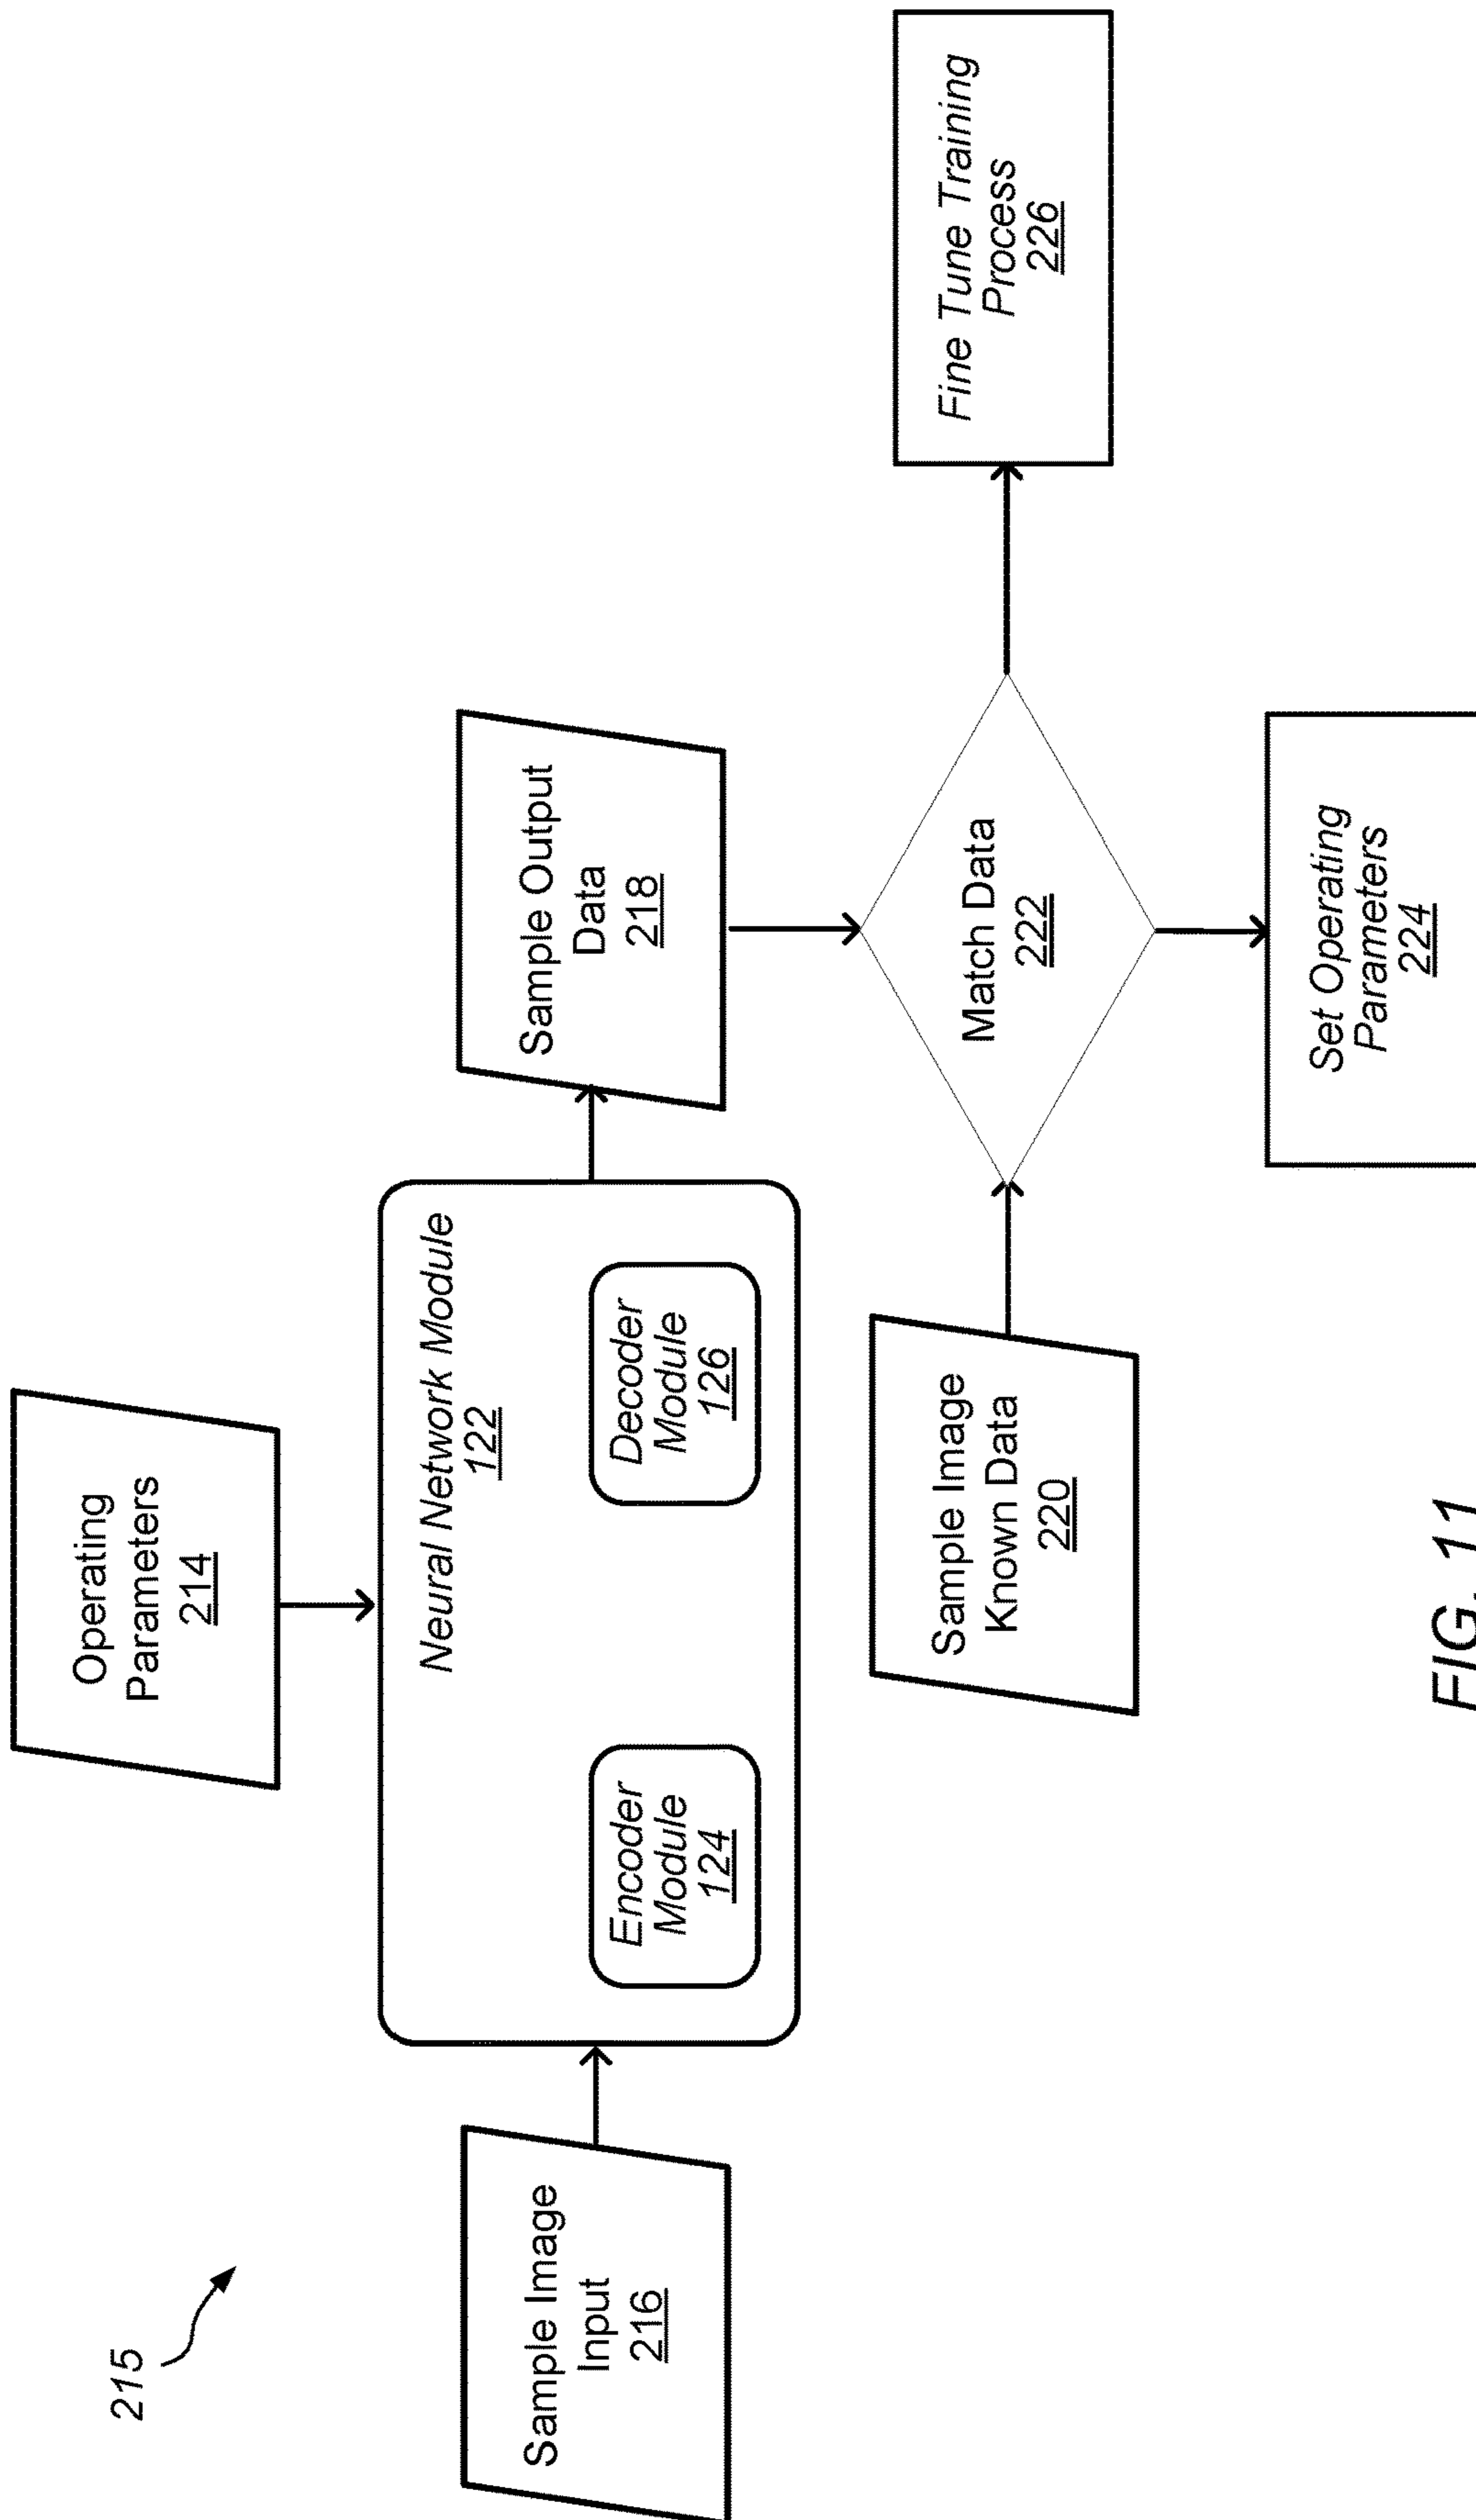 215
Operating
Parameters
214
Sample Image
Input
216
Neural Network Module
122
Encoder
Module
124
Decoder
Module
126
Sample Output
Data
218
Sample Image
Known Data
220
Match Data
222
Fine Tune Training
Process
226
Set Operating
Parameters
224
FIG. 11